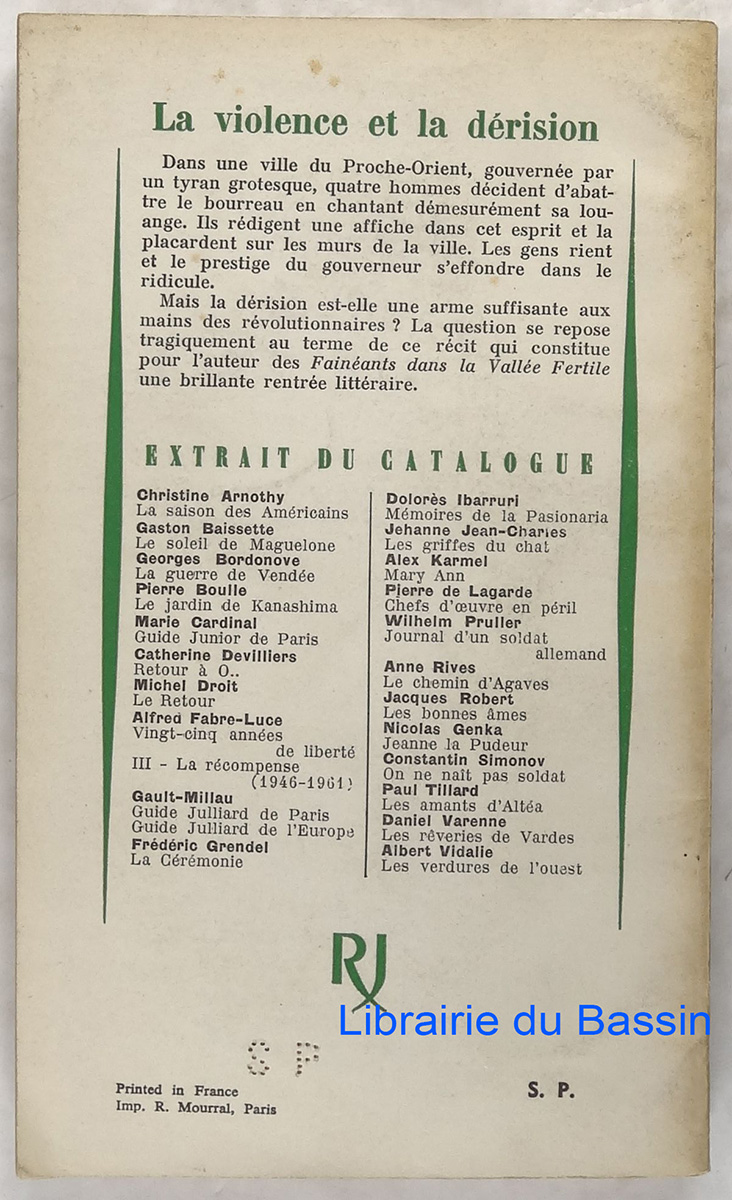 La violence et la dérision
Dans une ville du Proche-Orient, gouvernée par
un tyran grotesque, quatre hommes décident d'abat-
tre le bourreau en chantant démesurément sa lou-
ange. Ils rédigent une affiche dans cet esprit et la
placardent sur les murs de la ville. Les gens rient
et le prestige du gouverneur s'effondre dans le
ridicule.
Mais la dérision est-elle une arme suffisante aux
mains des révolutionnaires ? La question se repose
tragiquement au terme de ce récit qui constitue
pour l'auteur des Fainéants dans la Vallée Fertile
une brillante rentrée littéraire.
EXTRAIT DU CATALOGUE
Christine Arnothy
La saison des Américains
Gaston Baissette
Le soleil de Maguelone
Georges Bordonove
La guerre de Vendée
Pierre Boulle
Le jardin de Kanashima
Marie Cardinal
Guide Junior de Paris
Catherine Devilliers
Retour à O..
Michel Droit
Le Retour
Alfred Fabre-Luce
Vingt-cinq années
de liberté
III - La récompense
(1946-1961)
Gault-Millau
Guide Julliard de Paris
Guide Julliard de l'Europe
Frédéric Grendel
La Cérémonie
Dolorès Ibarruri
Mémoires de la Pasionaria
Jehanne Jean-Charles
Les griffes du chat
Alex Karmel
Mary Ann
Pierre de Lagarde
Chefs d'œuvre en péril
Wilhelm Pruller
Journal d'un soldat
allemand
Anne Rives
Le chemin d'Agaves
Jacques Robert
Les bonnes âmes
Nicolas Genka
Jeanne la Pudeur
Constantin Simonov
On ne naît pas soldat
Paul Tillard
Les amants d'Altéa
Daniel Varenne
Les rêveries de Vardes
Albert Vidalie
Les verdures de l'ouest
RJ
Librairie du Bassin
S P
Printed in France
Imp. R. Mourral, Paris
S. P.